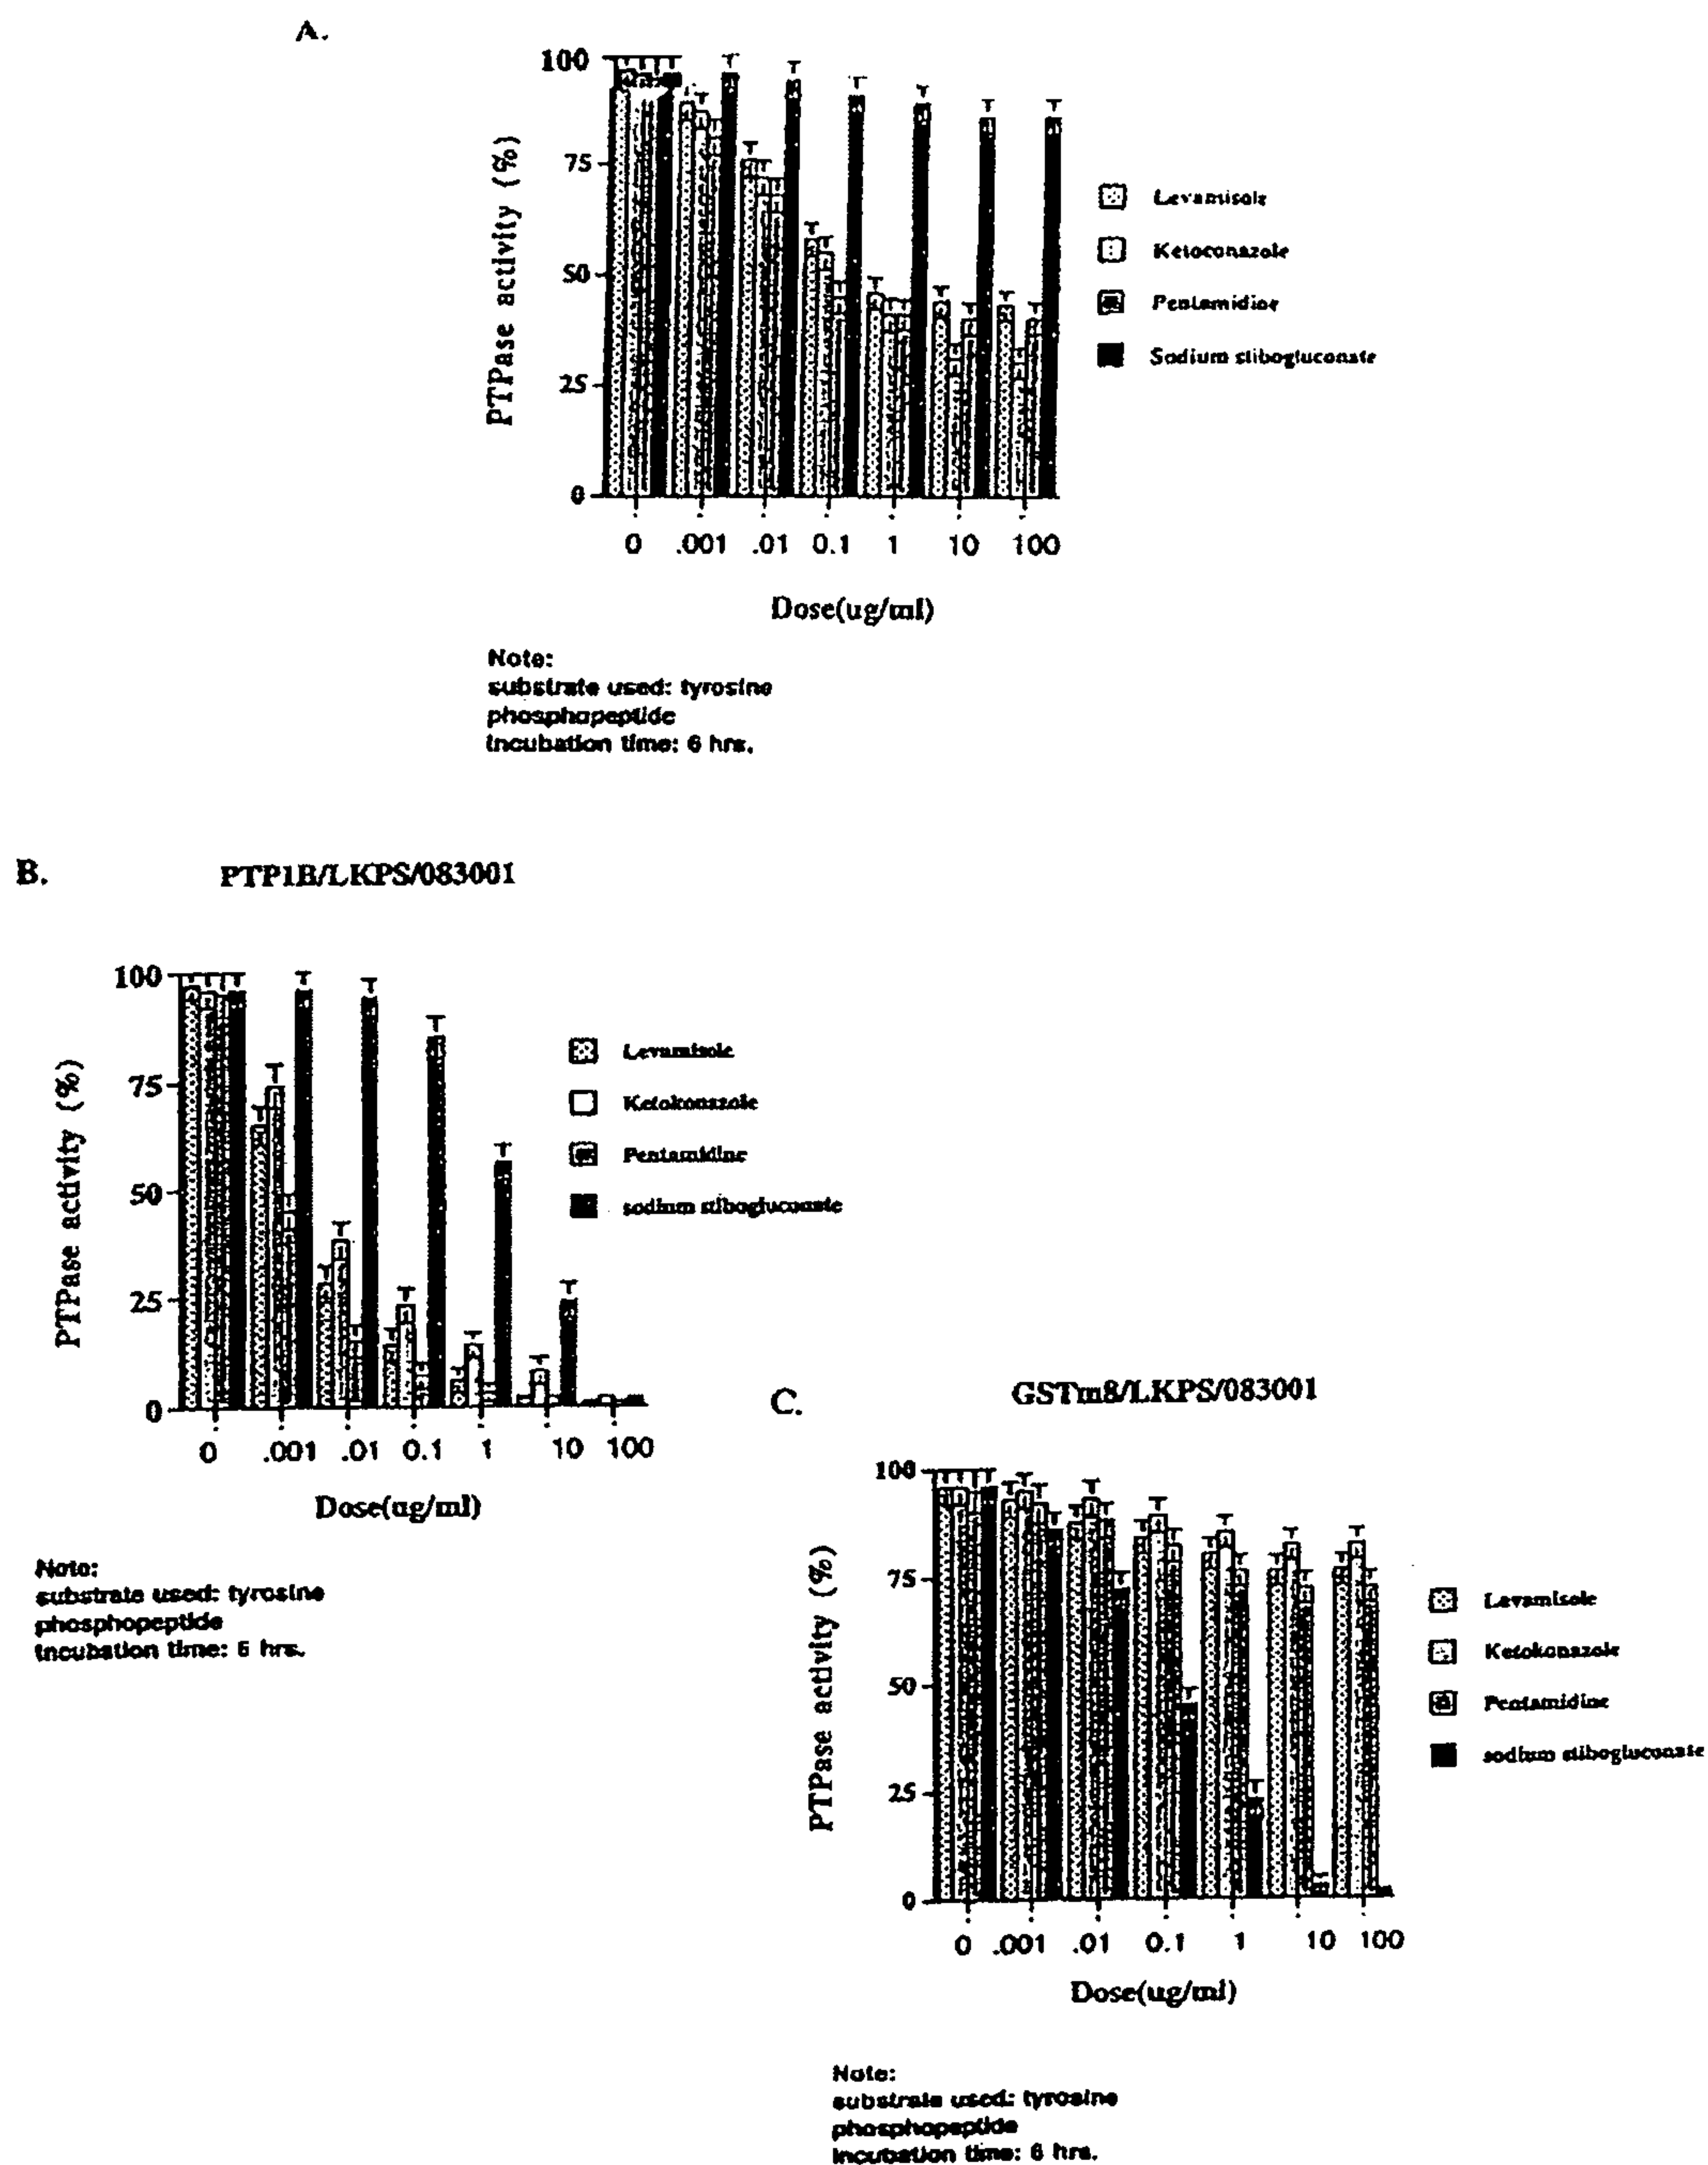 A.
PTPase activity (%)
100
75
50
25
0
0 .001 .01 0.1 1 10 100
Dose(ug/ml)
Levamisole
Ketoconazole
Pentamidine
Sodium stibogluconate
Note:
substrate used: tyrosine
phosphopeptide
incubation time: 6 hrs.
B.
PTP1B/LKPS/083001
PTPase activity (%)
100
75
50
25
0
0 .001 .01 0.1 1 10 100
Dose(ug/ml)
Levamisole
Ketokonazole
Pentamidine
sodium stibogluconate
Note:
substrate used: tyrosine
phosphopeptide
incubation time: 6 hrs.
C.
GSTm8/LKPS/083001
PTPase activity (%)
100
75
50
25
0
0 .001 .01 0.1 1 10 100
Dose(ug/ml)
Levamisole
Ketokonazole
Pentamidine
sodium stibogluconate
Note:
substrate used: tyrosine
phosphopeptide
incubation time: 6 hrs.